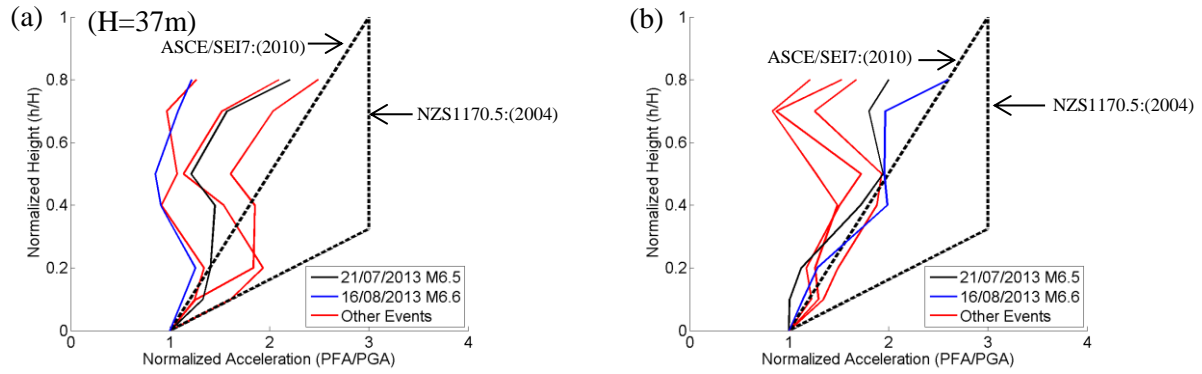 (a)
(H=37m)
ASCE/SEI7:(2010)
NZS1170.5:(2004)
Normalized Height (h/H)
1
0.8
0.6
0.4
0.2
0
21/07/2013 M6.5
16/08/2013 M6.6
Other Events
0 1 2 3 4
Normalized Acceleration (PFA/PGA)
(b)
ASCE/SEI7:(2010)
NZS1170.5:(2004)
Normalized Height (h/H)
1
0.8
0.6
0.4
0.2
0
21/07/2013 M6.5
16/08/2013 M6.6
Other Events
0 1 2 3 4
Normalized Acceleration (PFA/PGA)